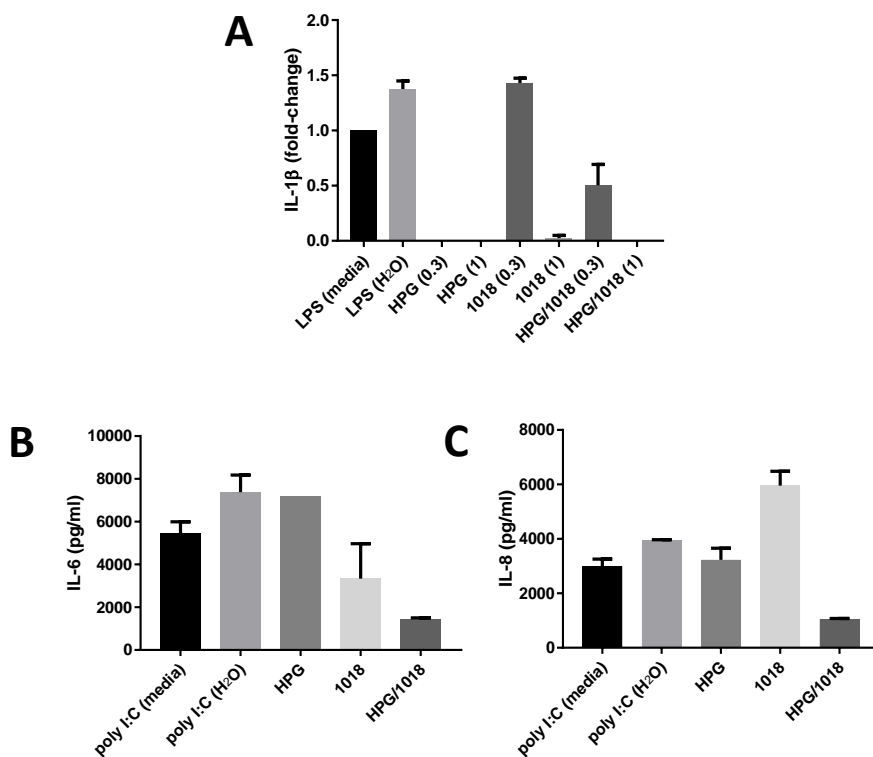 A
IL-1β (fold-change)
2.0
1.5
1.0
0.5
0.0
LPS (media)
LPS (H2O)
HPG (0.3)
HPG (1)
1018 (0.3)
1018 (1)
HPG/1018 (0.3)
HPG/1018 (1)
B
IL-6 (pg/ml)
10000
8000
6000
4000
2000
0
poly I:C (media)
poly I:C (H2O)
HPG
1018
HPG/1018
C
IL-8 (pg/ml)
8000
6000
4000
2000
0
poly I:C (media)
poly I:C (H2O)
HPG
1018
HPG/1018